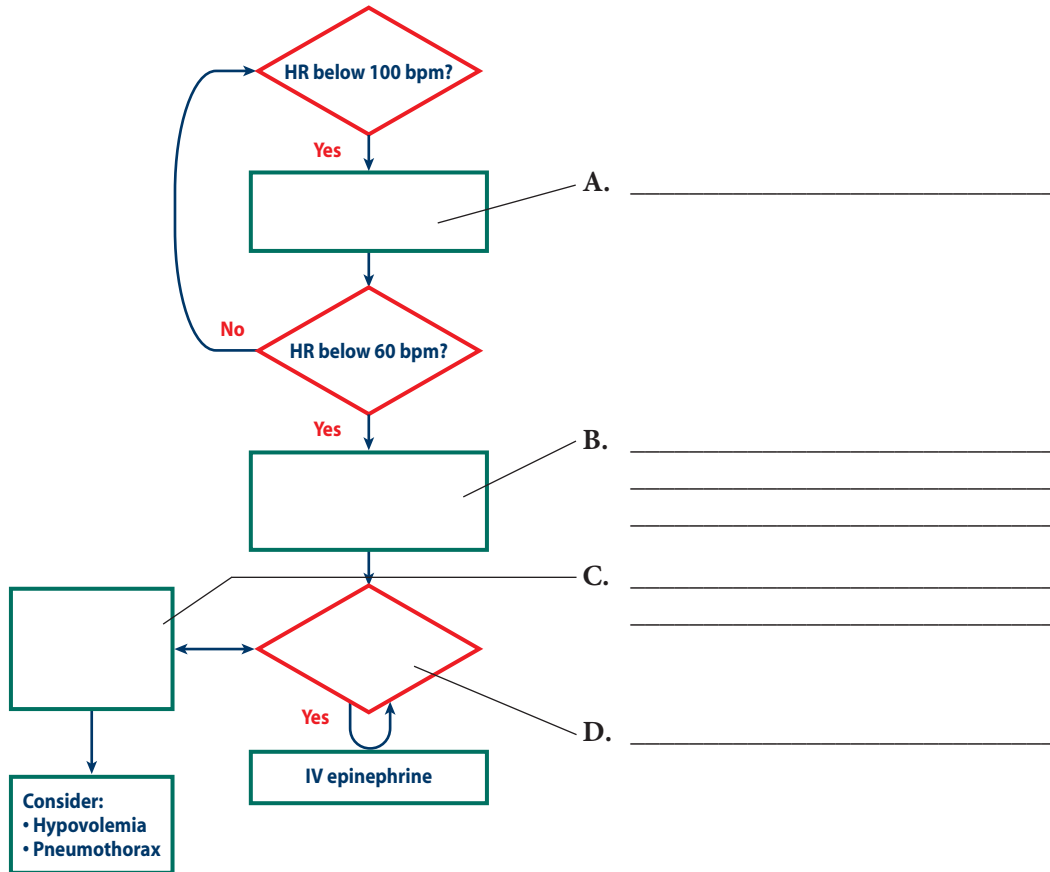 HR below 100 bpm?
Yes
A.
No
HR below 60 bpm?
Yes
B.
C.
Yes
D.
IV epinephrine
Consider:
• Hypovolemia
• Pneumothorax